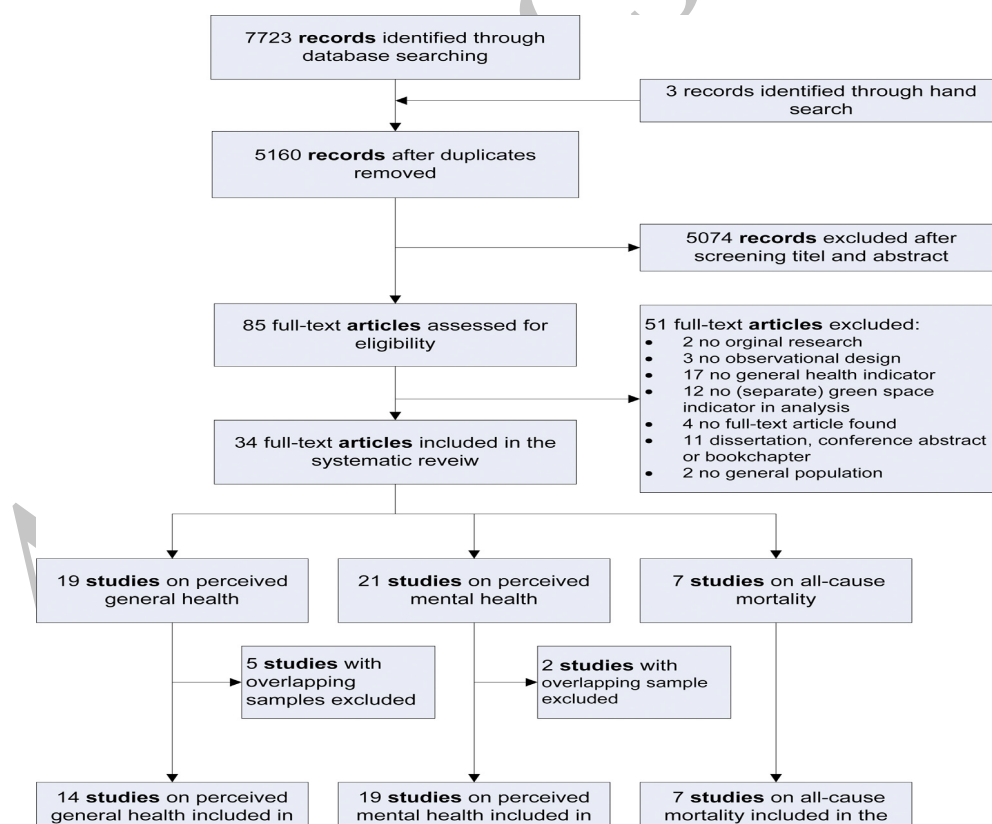 7723 records identified through
database searching
3 records identified through hand
search
5160 records after duplicates
removed
5074 records excluded after
screening titel and abstract
85 full-text articles assessed for
eligibility
51 full-text articles excluded:
• 2 no orginal research
• 3 no observational design
• 17 no general health indicator
• 12 no (separate) green space
indicator in analysis
• 4 no full-text article found
• 11 dissertation, conference abstract
or bookchapter
• 2 no general population
34 full-text articles included in the
systematic reveiw
19 studies on perceived
general health
21 studies on perceived
mental health
7 studies on all-cause
mortality
5 studies with
overlapping
samples excluded
2 studies with
overlapping sample
excluded
14 studies on perceived
general health included in
19 studies on perceived
mental health included in
7 studies on all-cause
mortality included in the